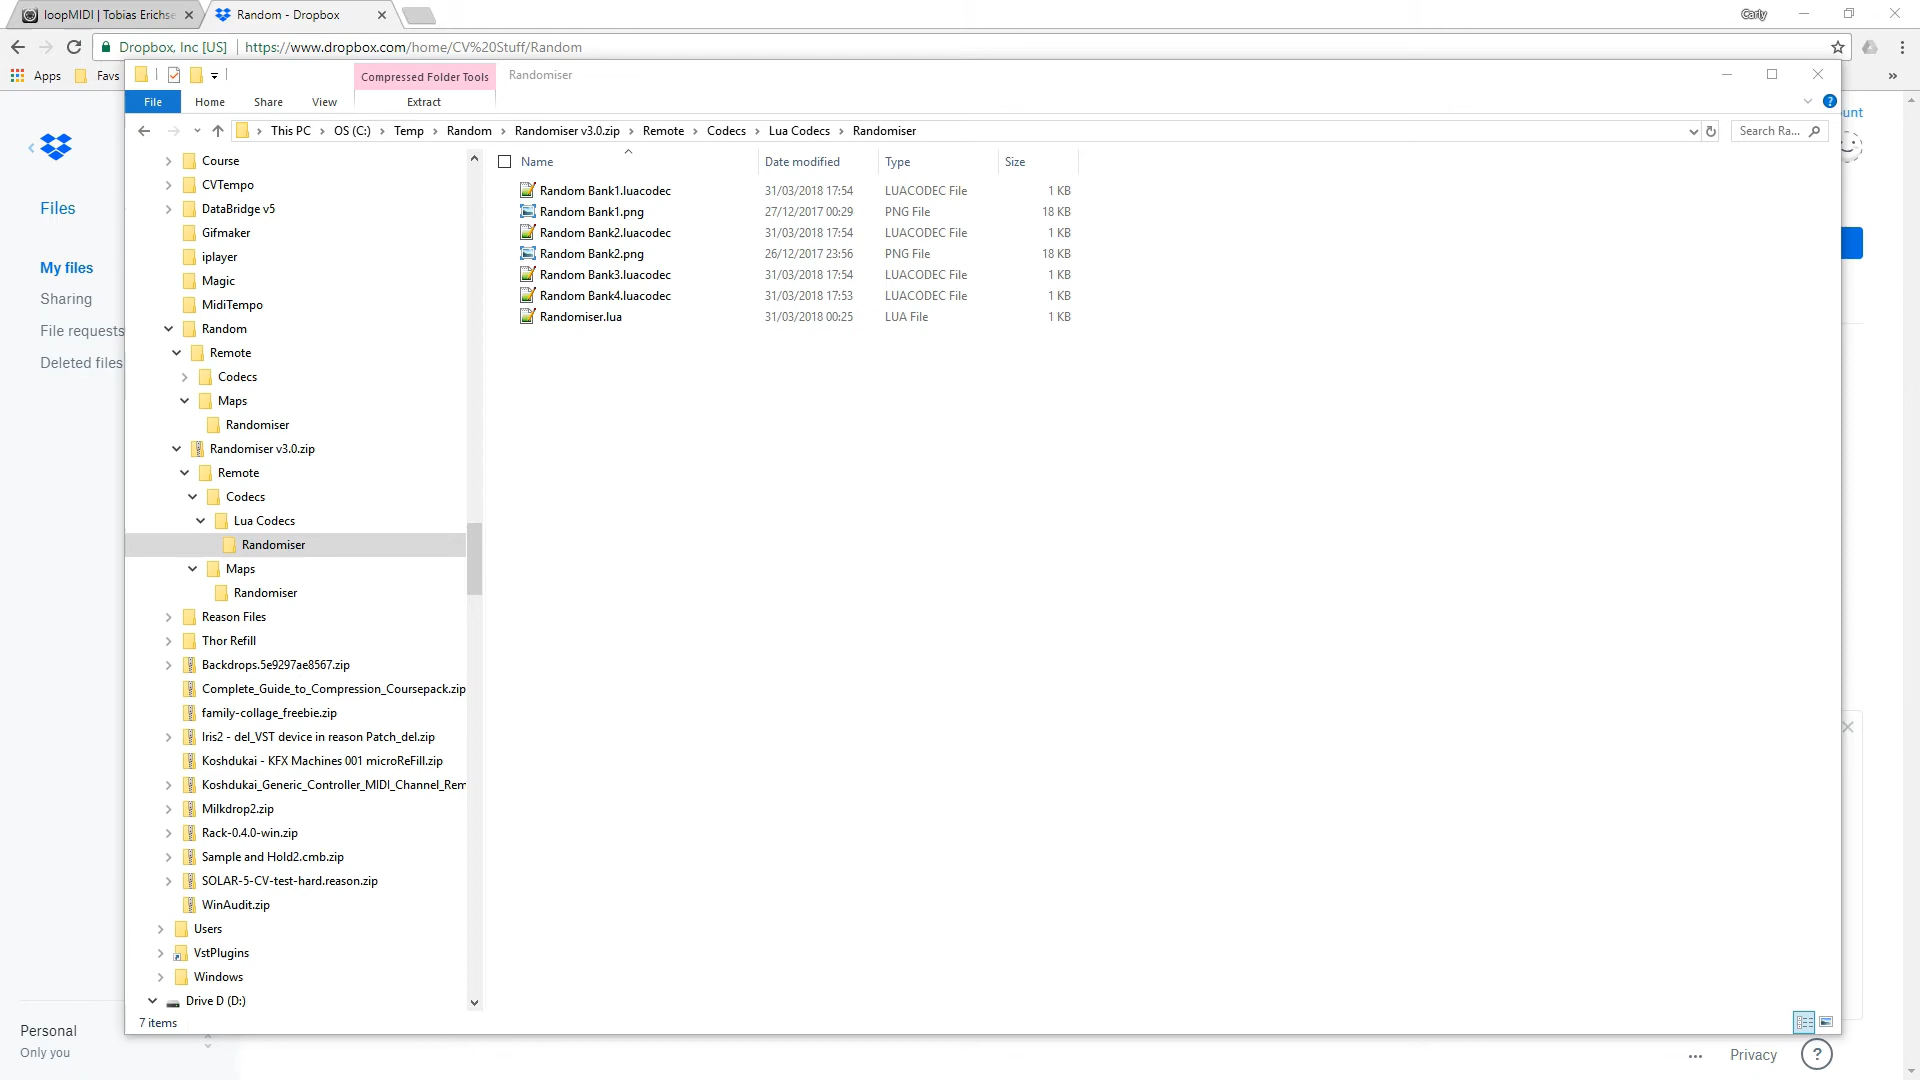 loopMIDI | Tobias Erichse
Random - Dropbox
Carly
Dropbox, Inc [US]
https://www.dropbox.com/home/CV%20Stuff/Random
Apps
Favs
»
Compressed Folder Tools
Randomiser
File
Home
Share
View
Extract
?
unt
This PC > OS (C:) > Temp > Random > Randomiser v3.0.zip > Remote > Codecs > Lua Codecs > Randomiser
Search Ra...
Files
My files
Sharing
File requests
Deleted files
Personal
Only you
Course
CVTempo
DataBridge v5
Gifmaker
iplayer
Magic
MidiTempo
Random
Remote
Codecs
Maps
Randomiser
Randomiser v3.0.zip
Remote
Codecs
Lua Codecs
Randomiser
Maps
Randomiser
Reason Files
Thor Refill
Backdrops.5e9297ae8567.zip
Complete_Guide_to_Compression_Coursepack.zip
family-collage_freebie.zip
Iris2 - del_VST device in reason Patch_del.zip
Koshdukai - KFX Machines 001 microReFill.zip
Koshdukai_Generic_Controller_MIDI_Channel_Rem
Milkdrop2.zip
Rack-0.4.0-win.zip
Sample and Hold2.cmb.zip
SOLAR-5-CV-test-hard.reason.zip
WinAudit.zip
Users
VstPlugins
Windows
Drive D (D:)
Name Date modified Type Size
Random Bank1.luacodec 31/03/2018 17:54 LUACODEC File 1 KB
Random Bank1.png 27/12/2017 00:29 PNG File 18 KB
Random Bank2.luacodec 31/03/2018 17:54 LUACODEC File 1 KB
Random Bank2.png 26/12/2017 23:56 PNG File 18 KB
Random Bank3.luacodec 31/03/2018 17:54 LUACODEC File 1 KB
Random Bank4.luacodec 31/03/2018 17:53 LUACODEC File 1 KB
Randomiser.lua 31/03/2018 00:25 LUA File 1 KB
7 items
...
Privacy
?